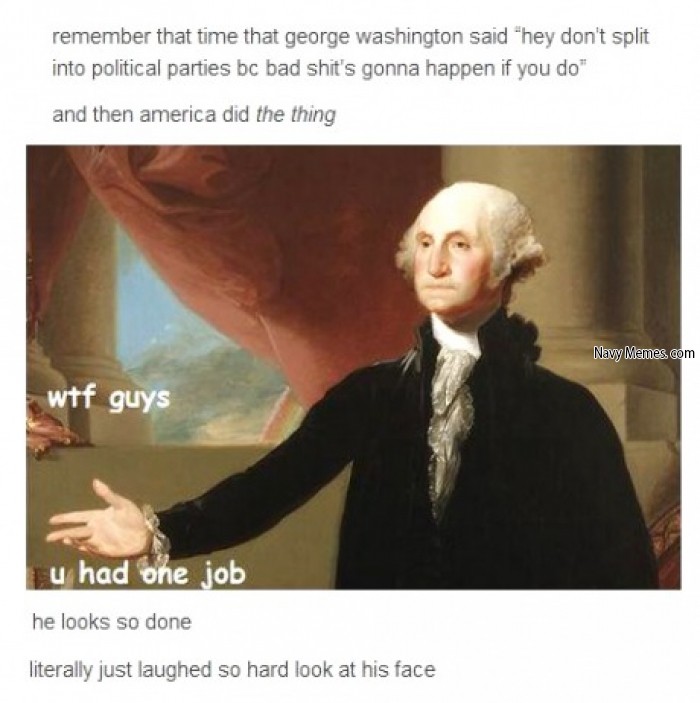 remember that time that george washington said "hey don't split
into political parties bc bad shit's gonna happen if you do"
and then america did the thing
Navy Memes.com
wtf guys
u had one job
he looks so done
literally just laughed so hard look at his face